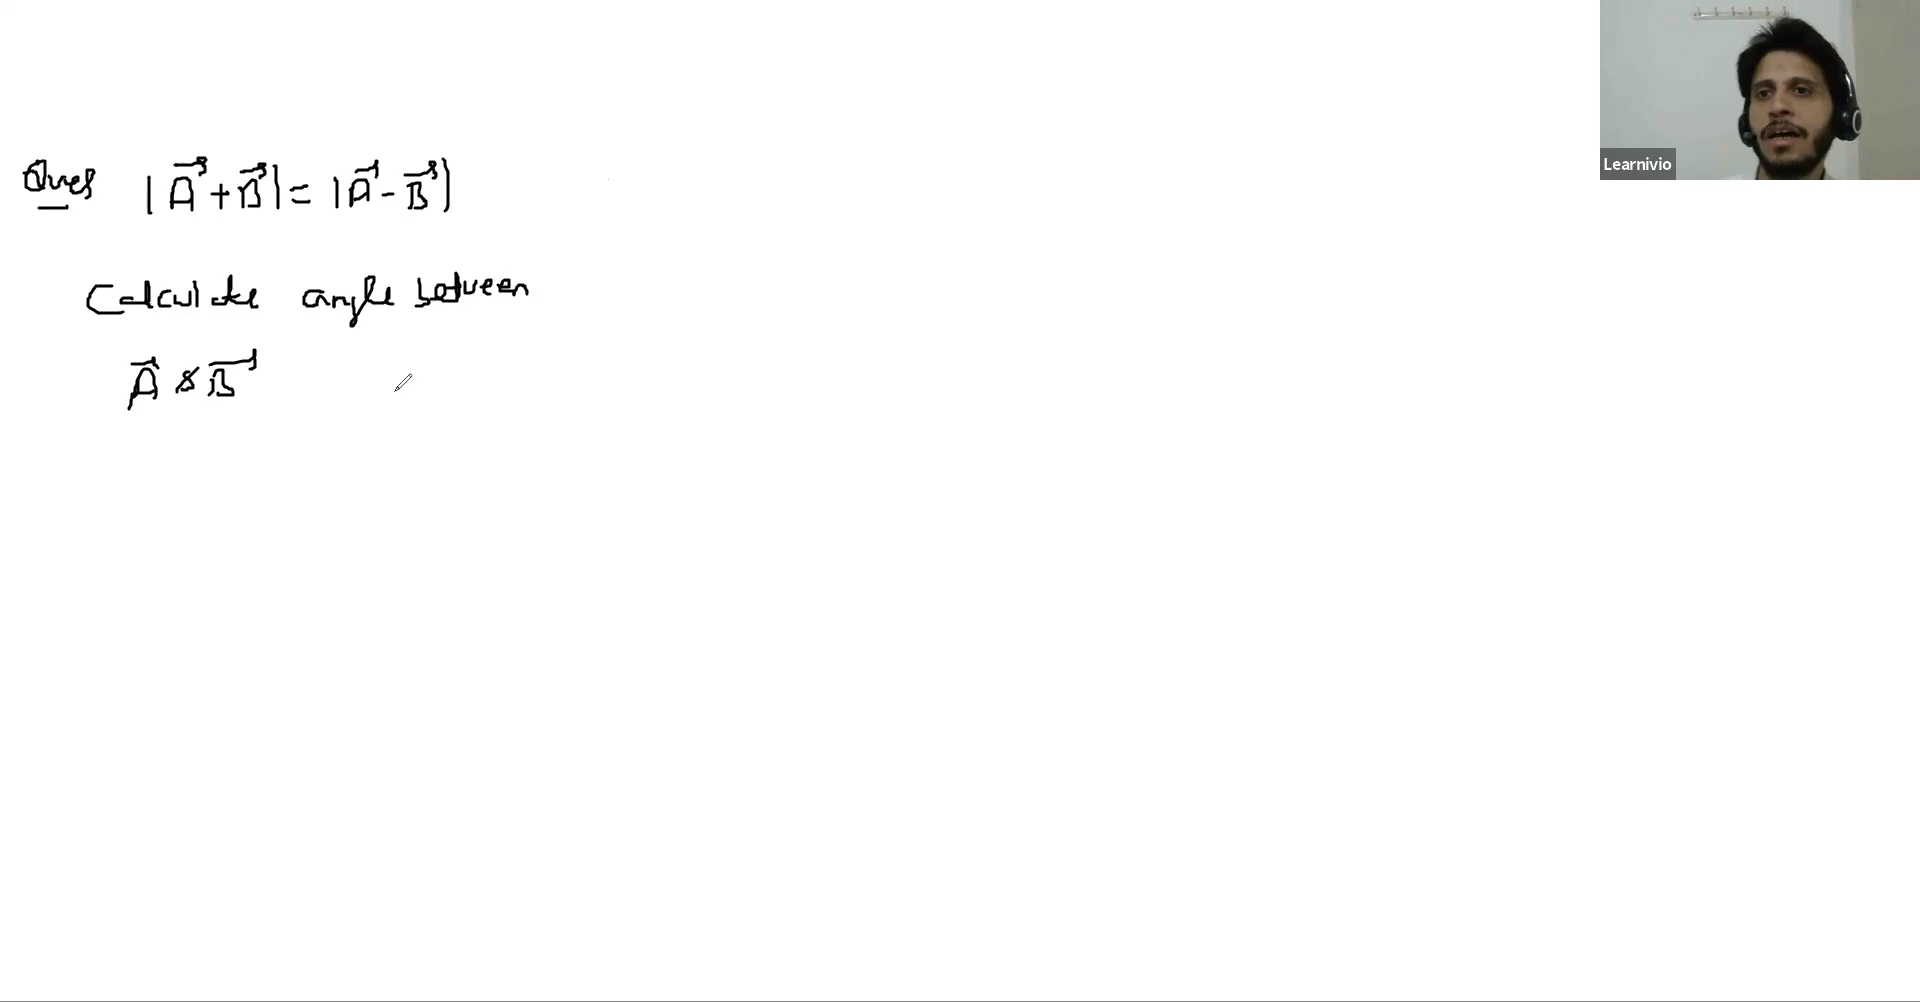 Ques |A⃗ + B⃗| = |A⃗ - B⃗|
Calculate angle between
A⃗ & B⃗
Learnivio